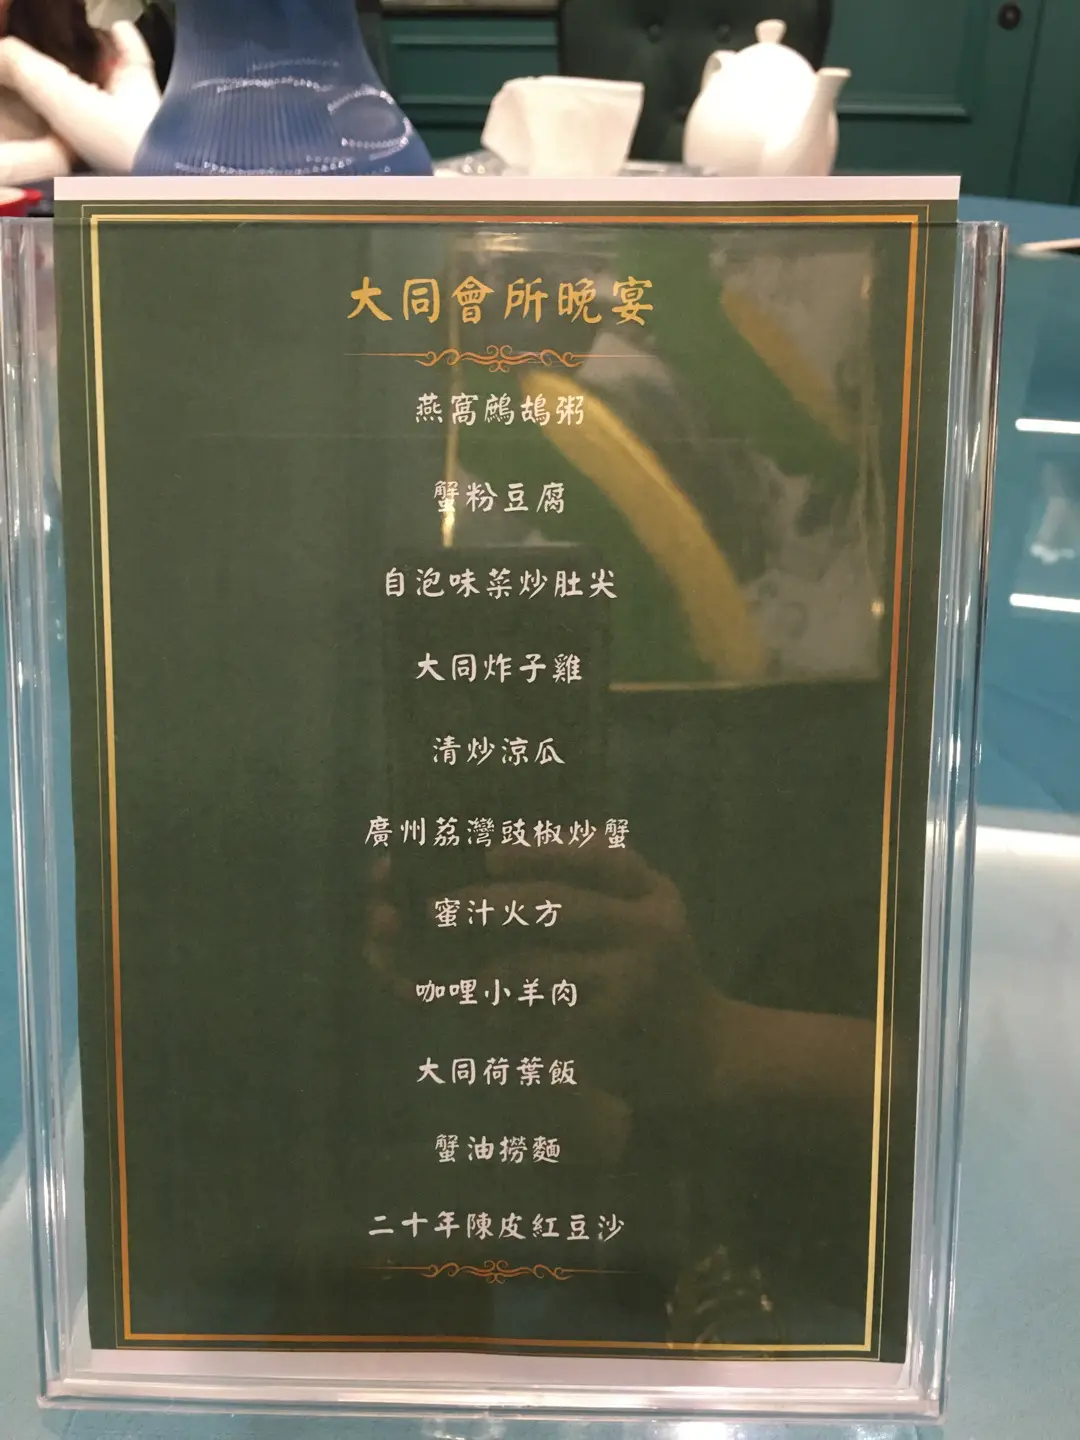 大同會所晚宴
燕窩鷓鴣粥
蟹粉豆腐
自泡味菜炒肚尖
大同炸子雞
清炒涼瓜
廣州荔灣豉椒炒蟹
蜜汁火方
咖哩小羊肉
大同荷葉飯
蟹油撈麵
二十年陳皮紅豆沙